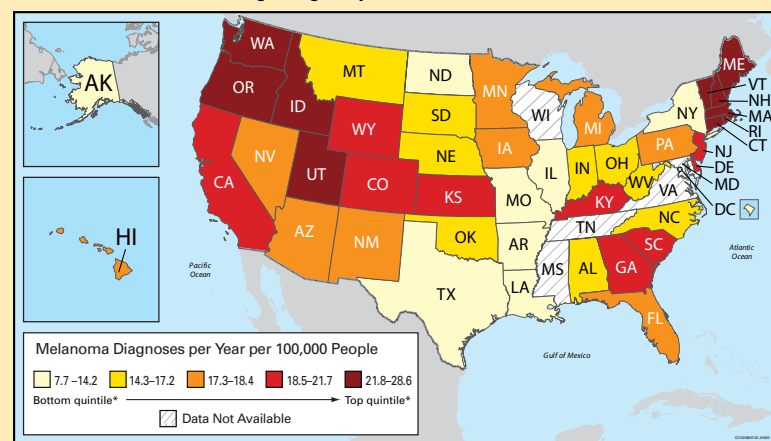 AK
HI
WA
OR
ID
MT
ND
MN
SD
WY
NE
IA
WI
MI
NV
UT
CO
KS
CA
AZ
NM
OK
TX
MO
AR
LA
IL
IN
OH
KY
TN
MS
AL
GA
SC
NC
FL
WV
VA
PA
NY
ME
VT
NH
MA
RI
CT
NJ
DE
MD
DC
Pacific
Ocean
Atlantic
Ocean
Gulf of Mexico
Melanoma Diagnoses per Year per 100,000 People
7.7 –14.2 14.3–17.2 17.3–18.4 18.5–21.7 21.8–28.6
Bottom quintile* Top quintile*
Data Not Available